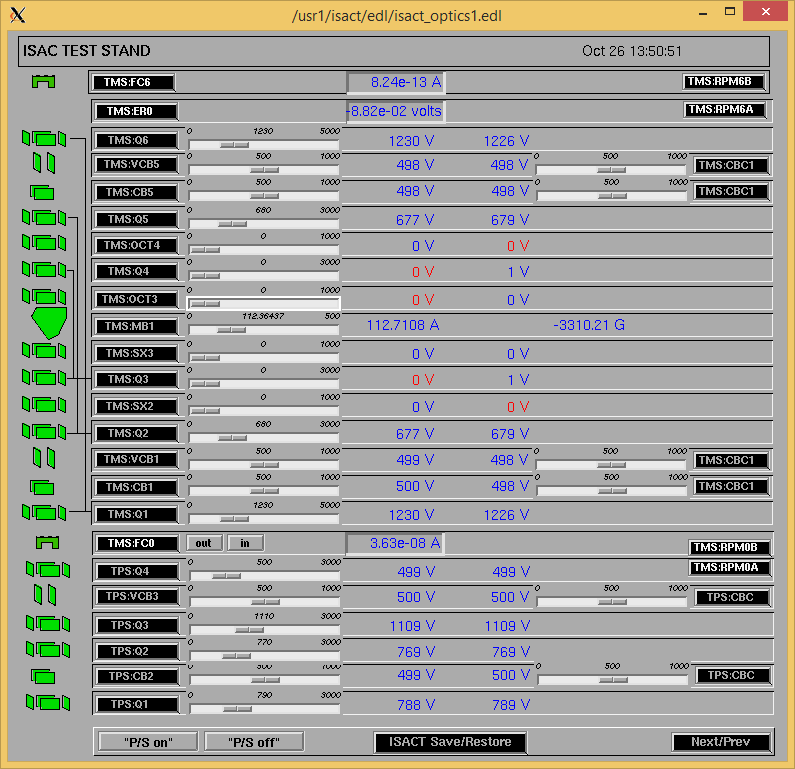 /usr1/isact/edl/isact_optics1.edl
ISAC TEST STAND Oct 26 13:50:51
TMS:FC6 8.24e-13 A TMS:RPM6B
TMS:ER0 -8.82e-02 volts TMS:RPM6A
TMS:Q6 0 1230 5000 1230 V 1226 V
TMS:VCB5 0 500 1000 498 V 498 V 0 500 1000 TMS:CBC1
TMS:CB5 0 500 1000 498 V 498 V 0 500 1000 TMS:CBC1
TMS:Q5 0 680 3000 677 V 679 V
TMS:OCT4 0 0 1000 0 V 0 V
TMS:Q4 0 0 3000 0 V 1 V
TMS:OCT3 0 0 1000 0 V 0 V
TMS:MB1 0 112.36437 500 112.7108 A -3310.21 G
TMS:SX3 0 0 1000 0 V 0 V
TMS:Q3 0 0 3000 0 V 1 V
TMS:SX2 0 0 1000 0 V 0 V
TMS:Q2 0 680 3000 677 V 679 V
TMS:VCB1 0 500 1000 499 V 498 V 0 500 1000 TMS:CBC1
TMS:CB1 0 500 1000 500 V 498 V 0 500 1000 TMS:CBC1
TMS:Q1 0 1230 5000 1230 V 1226 V
TMS:FC0 out in 3.63e-08 A TMS:RPM0B
TPS:Q4 0 500 3000 499 V 499 V TMS:RPM0A
TPS:VCB3 0 500 1000 500 V 500 V 0 500 1000 TPS:CBC
TPS:Q3 0 1110 3000 1109 V 1109 V
TPS:Q2 0 770 3000 769 V 769 V
TPS:CB2 0 500 1000 499 V 500 V 0 500 1000 TPS:CBC
TPS:Q1 0 790 3000 788 V 789 V
"P/S on" "P/S off" ISACT Save/Restore Next/Prev